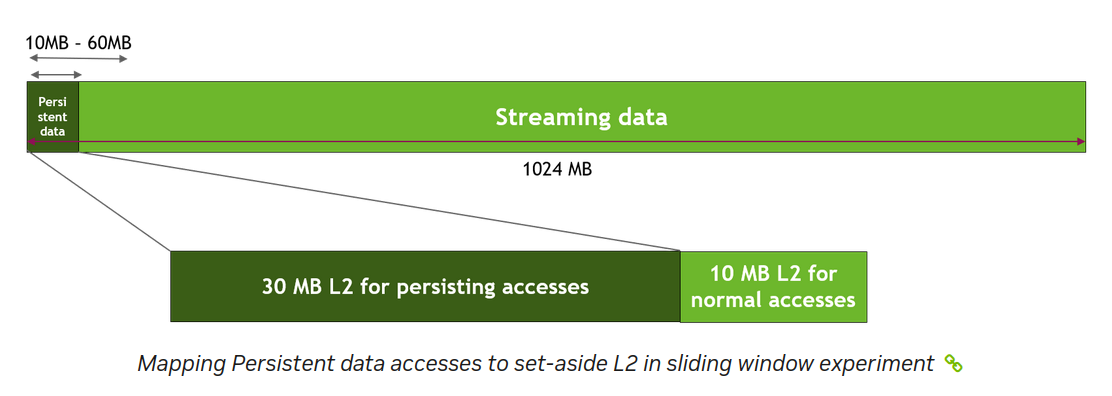 10MB - 60MB
Persi
stent
data
Streaming data
1024 MB
30 MB L2 for persisting accesses
10 MB L2 for
normal accesses
Mapping Persistent data accesses to set-aside L2 in sliding window experiment